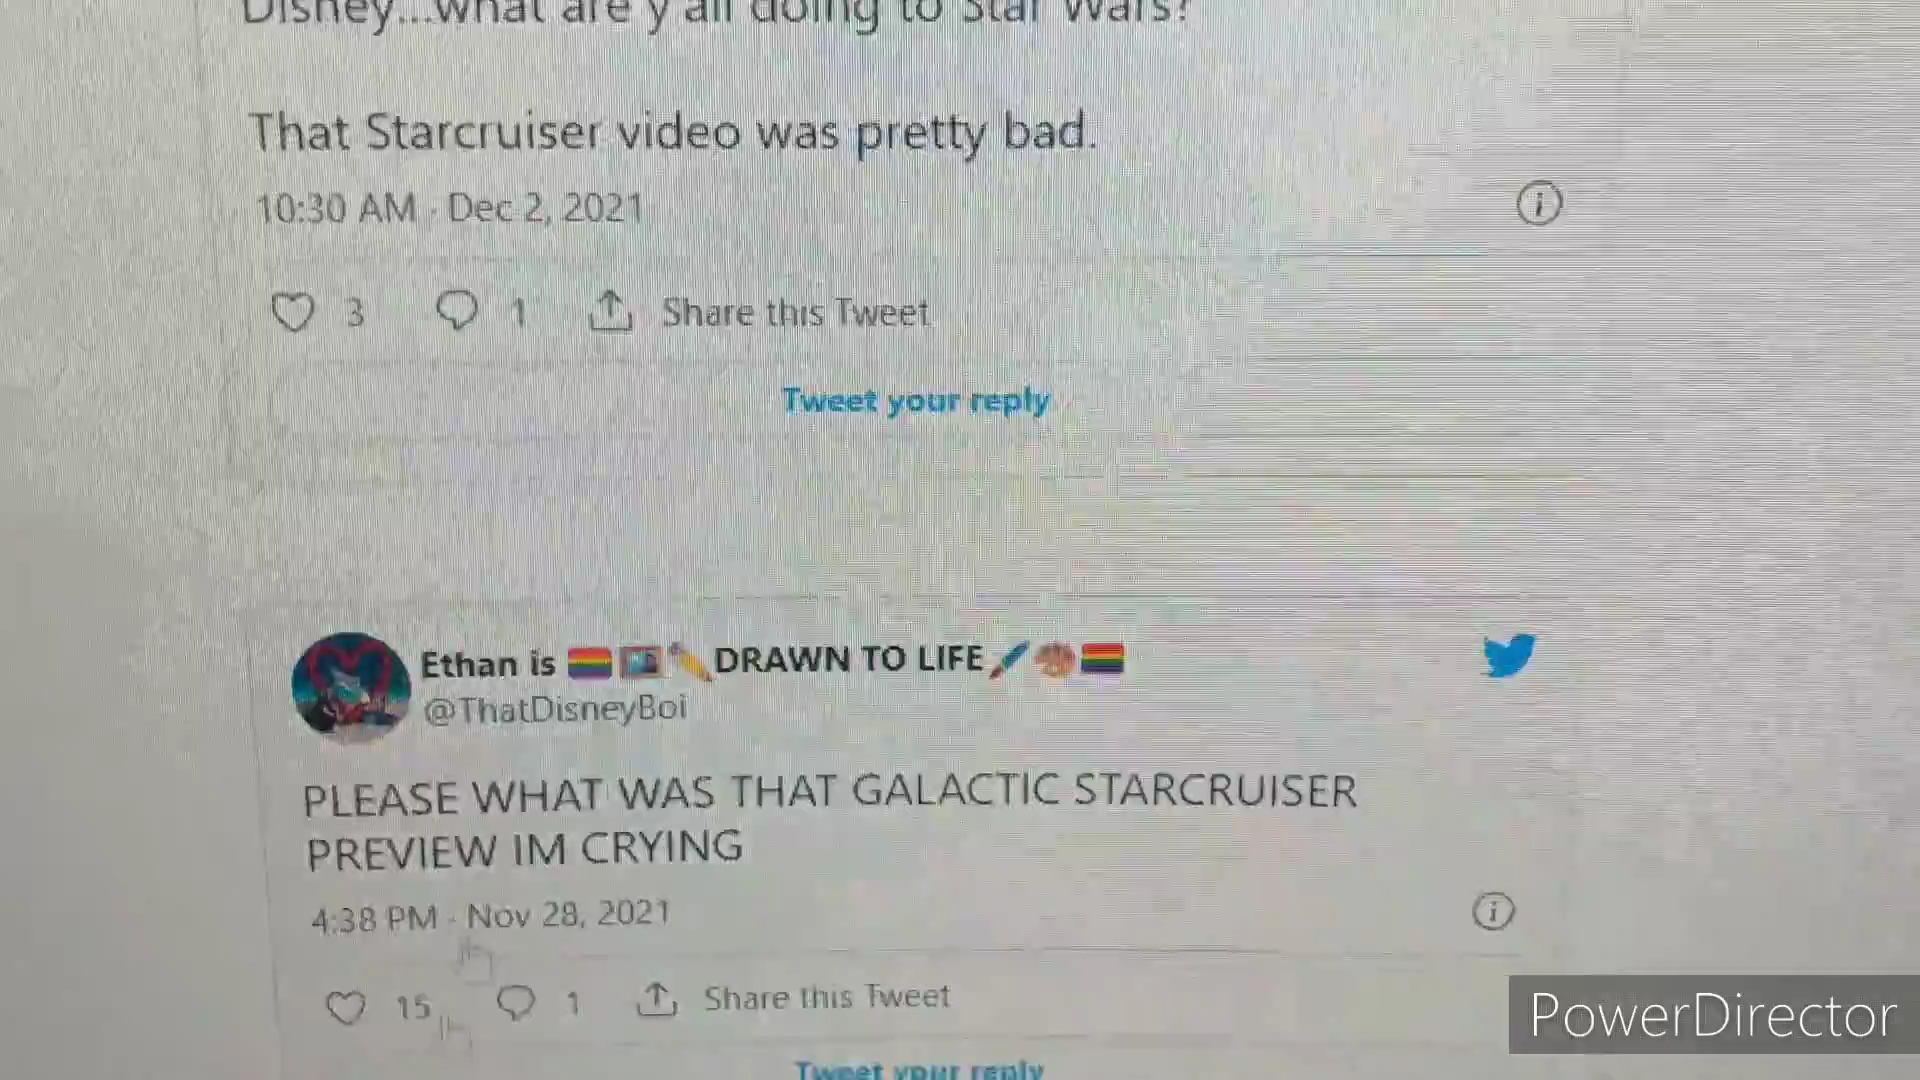 Disney...what are y'all doing to Star Wars?
That Starcruiser video was pretty bad.
10:30 AM · Dec 2, 2021
3 1 Share this Tweet
Tweet your reply
Ethan is 🏳️‍🌈🖼️✏️DRAWN TO LIFE🖌️🎨🏳️‍🌈
@ThatDisneyBoi
PLEASE WHAT WAS THAT GALACTIC STARCRUISER
PREVIEW IM CRYING
4:38 PM · Nov 28, 2021
15 1 Share this Tweet
Tweet your reply
PowerDirector